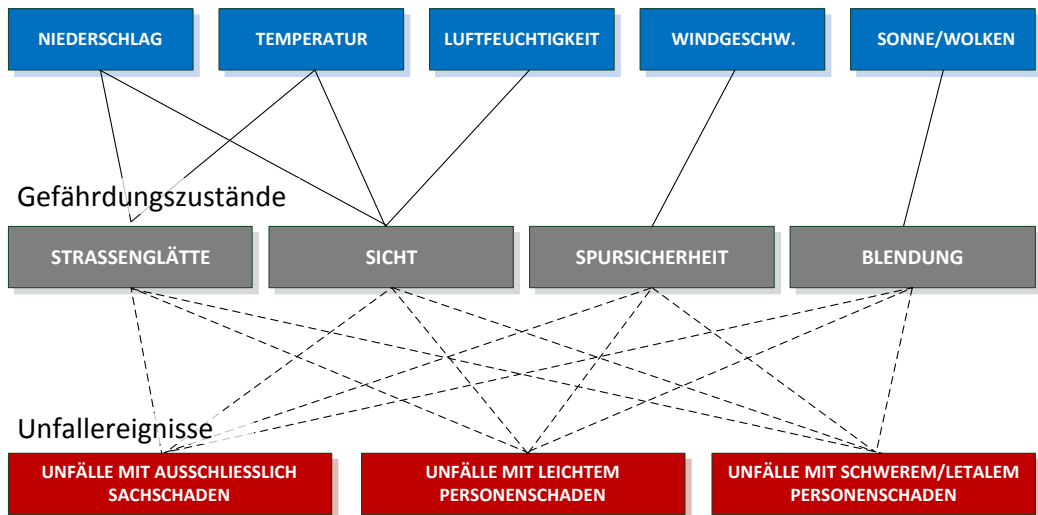 NIEDERSCHLAG
TEMPERATUR
LUFTFEUCHTIGKEIT
WINDGESCHW.
SONNE/WOLKEN
Gefährdungszustände
STRASSENGLÄTTE
SICHT
SPURSICHERHEIT
BLENDUNG
Unfallereignisse
UNFÄLLE MIT AUSSCHLIESSLICH
SACHSCHADEN
UNFÄLLE MIT LEICHTEM
PERSONENSCHADEN
UNFÄLLE MIT SCHWEREM/LETALEM
PERSONENSCHADEN